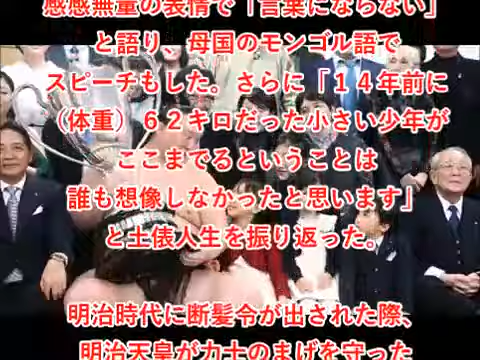 感感無量の表情で「言葉にならない」
と語り、母国のモンゴル語で
スピーチもした。さらに「１４年前に
（体重）６２キロだった小さい少年が
ここまでるということは
誰も想像しなかったと思います」
と土俵人生を振り返った。
明治時代に断髪令が出された際、
明治天皇が力士のまげを守った